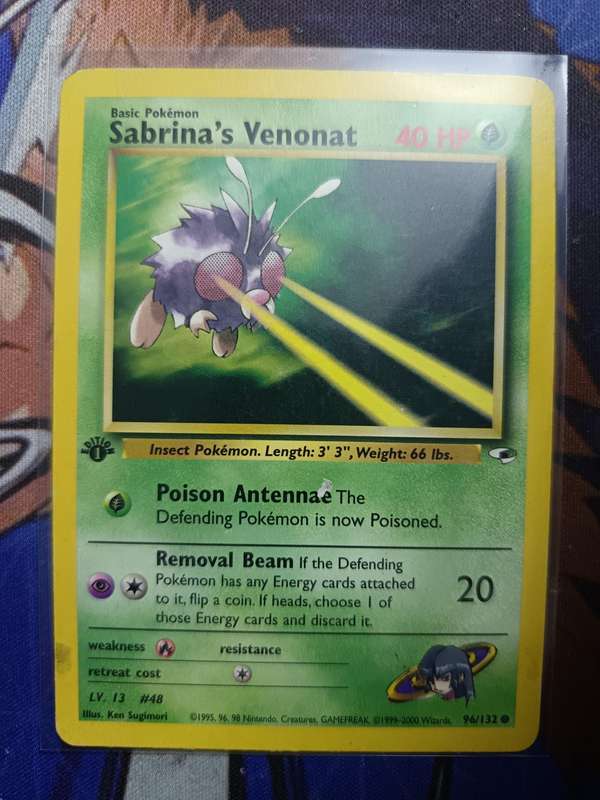 Basic Pokémon
Sabrina's Venonat 40 HP
EDITION 1
Insect Pokémon. Length: 3' 3", Weight: 66 lbs.
Poison Antennae The
Defending Pokémon is now Poisoned.
Removal Beam If the Defending
Pokémon has any Energy cards attached
to it, flip a coin. If heads, choose 1 of
those Energy cards and discard it.
20
weakness resistance
retreat cost
LV. 13 #48
Illus. Ken Sugimori ©1995, 96, 98 Nintendo, Creatures, GAMEFREAK. ©1999-2000 Wizards. 96/132